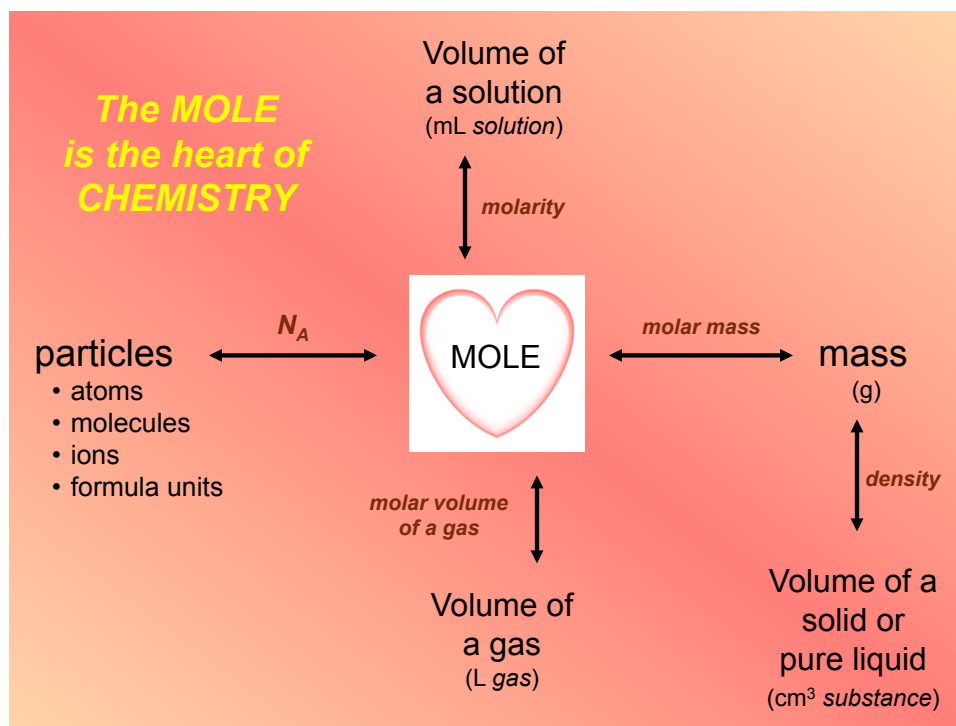 The MOLE
is the heart of
CHEMISTRY
Volume of
a solution
(mL solution)
molarity
particles
• atoms
• molecules
• ions
• formula units
N_A
MOLE
molar mass
mass
(g)
density
molar volume
of a gas
Volume of
a gas
(L gas)
Volume of a
solid or
pure liquid
(cm³ substance)